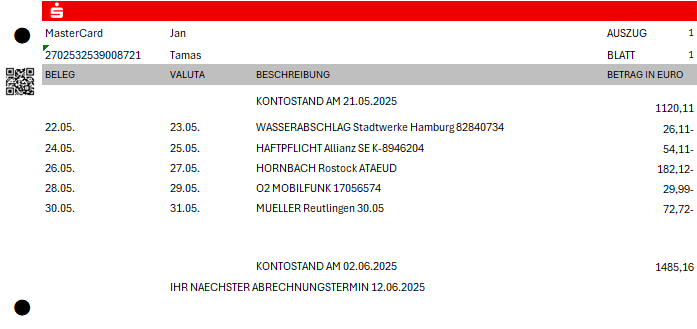 MasterCard Jan AUSZUG 1
2702532539008721 Tamas BLATT 1
BELEG VALUTA BESCHREIBUNG BETRAG IN EURO
KONTOSTAND AM 21.05.2025 1120,11
22.05. 23.05. WASSERABSCHLAG Stadtwerke Hamburg 82840734 26,11-
24.05. 25.05. HAFTPFLICHT Allianz SE K-8946204 54,11-
26.05. 27.05. HORNBACH Rostock ATAEUD 182,12-
28.05. 29.05. O2 MOBILFUNK 17056574 29,99-
30.05. 31.05. MUELLER Reutlingen 30.05 72,72-
KONTOSTAND AM 02.06.2025 1485,16
IHR NAECHSTER ABRECHNUNGSTERMIN 12.06.2025